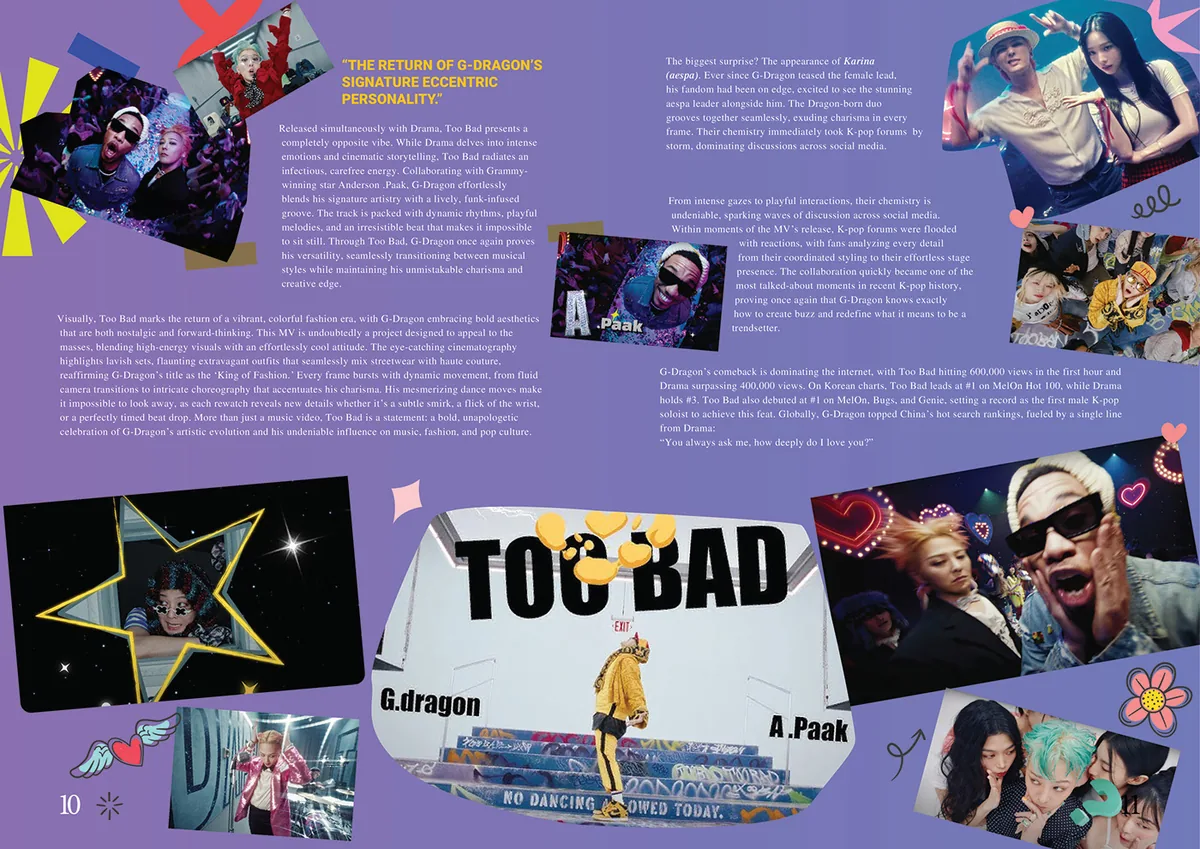 “THE RETURN OF G-DRAGON’S
SIGNATURE ECCENTRIC
PERSONALITY.”
Released simultaneously with Drama, Too Bad presents a
completely opposite vibe. While Drama delves into intense
emotions and cinematic storytelling, Too Bad radiates an
infectious, carefree energy. Collaborating with Grammy-
winning star Anderson .Paak, G-Dragon effortlessly
blends his signature artistry with a lively, funk-infused
groove. The track is packed with dynamic rhythms, playful
melodies, and an irresistible beat that makes it impossible
to sit still. Through Too Bad, G-Dragon once again proves
his versatility, seamlessly transitioning between musical
styles while maintaining his unmistakable charisma and
creative edge.
Visually, Too Bad marks the return of a vibrant, colorful fashion era, with G-Dragon embracing bold aesthetics
that are both nostalgic and forward-thinking. This MV is undoubtedly a project designed to appeal to the
masses, blending high-energy visuals with an effortlessly cool attitude. The eye-catching cinematography
highlights lavish sets, flaunting extravagant outfits that seamlessly mix streetwear with haute couture,
reaffirming G-Dragon’s title as the ‘King of Fashion.’ Every frame bursts with dynamic movement, from fluid
camera transitions to intricate choreography that accentuates his charisma. His mesmerizing dance moves make
it impossible to look away, as each rewatch reveals new details whether it’s a subtle smirk, a flick of the wrist,
or a perfectly timed beat drop. More than just a music video, Too Bad is a statement: a bold, unapologetic
celebration of G-Dragon’s artistic evolution and his undeniable influence on music, fashion, and pop culture.
The biggest surprise? The appearance of Karina
(aespa). Ever since G-Dragon teased the female lead,
his fandom had been on edge, excited to see the stunning
aespa leader alongside him. The Dragon-born duo
grooves together seamlessly, exuding charisma in every
frame. Their chemistry immediately took K-pop forums by
storm, dominating discussions across social media.
From intense gazes to playful interactions, their chemistry is
undeniable, sparking waves of discussion across social media.
Within moments of the MV’s release, K-pop forums were flooded
with reactions, with fans analyzing every detail
from their coordinated styling to their effortless stage
presence. The collaboration quickly became one of the
most talked-about moments in recent K-pop history,
proving once again that G-Dragon knows exactly
how to create buzz and redefine what it means to be a
trendsetter.
A .Paak
G-Dragon’s comeback is dominating the internet, with Too Bad hitting 600,000 views in the first hour and
Drama surpassing 400,000 views. On Korean charts, Too Bad leads at #1 on MelOn Hot 100, while Drama
holds #3. Too Bad also debuted at #1 on MelOn, Bugs, and Genie, setting a record as the first male K-pop
soloist to achieve this feat. Globally, G-Dragon topped China’s hot search rankings, fueled by a single line
from Drama:
“You always ask me, how deeply do I love you?”
TOO BAD
EXIT
G.dragon
A .Paak
TOO BAD
NO DANCING ALLOWED TODAY.
10
11